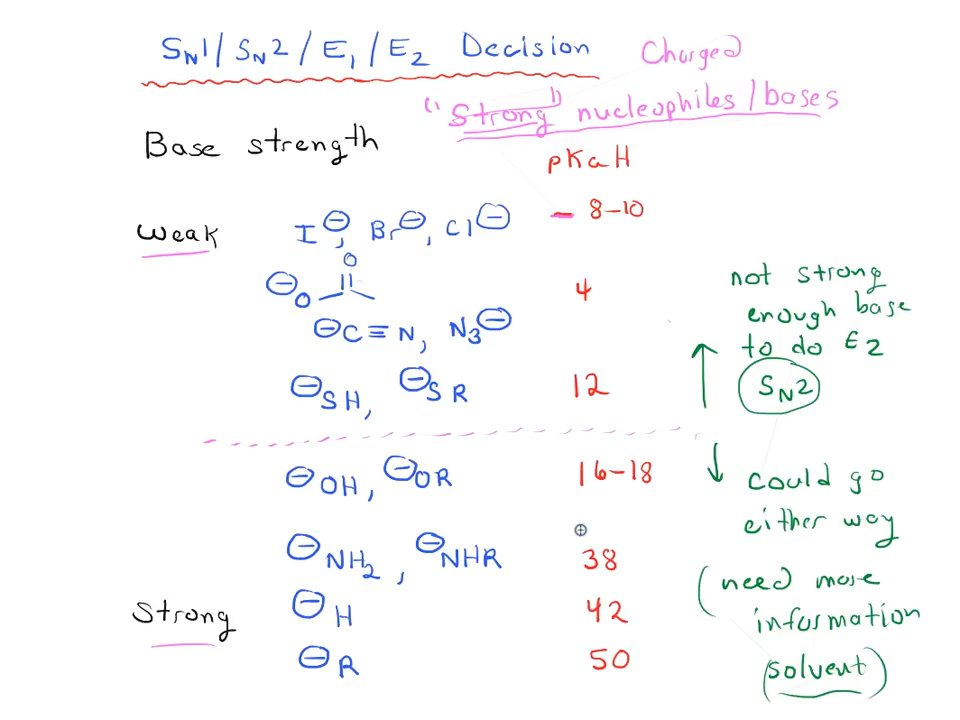 SN1 / SN2 / E1 / E2 Decision
Charged
"Strong" nucleophiles / bases
Base strength
pKaH
Weak
I⊖, Br⊖, Cl⊖
- 8-10
O
⊖O
4
⊖C≡N, N3⊖
⊖SH, ⊖SR
12
not strong
enough base
to do E2
↑
SN2
⊖OH, ⊖OR
16-18
↓
could go
either way
⊖NH2, ⊖NHR
38
Strong
⊖H
42
⊖R
50
(need more
information
solvent)